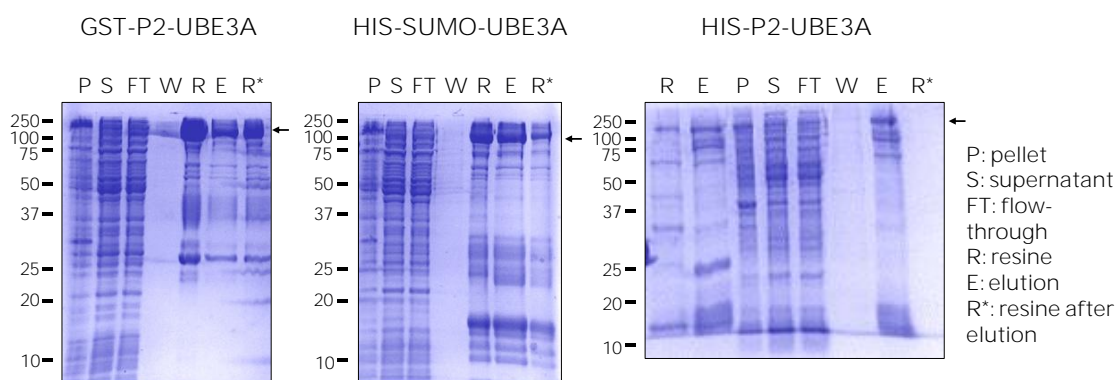 GST-P2-UBE3A
HIS-SUMO-UBE3A
HIS-P2-UBE3A
P S FT W R E R*
P S FT W R E R*
R E P S FT W E R*
250
100
75
50
37
25
20
10
250
100
75
50
37
25
20
10
250
100
75
50
37
25
20
10
P: pellet
S: supernatant
FT: flow-
through
R: resine
E: elution
R*: resine after
elution